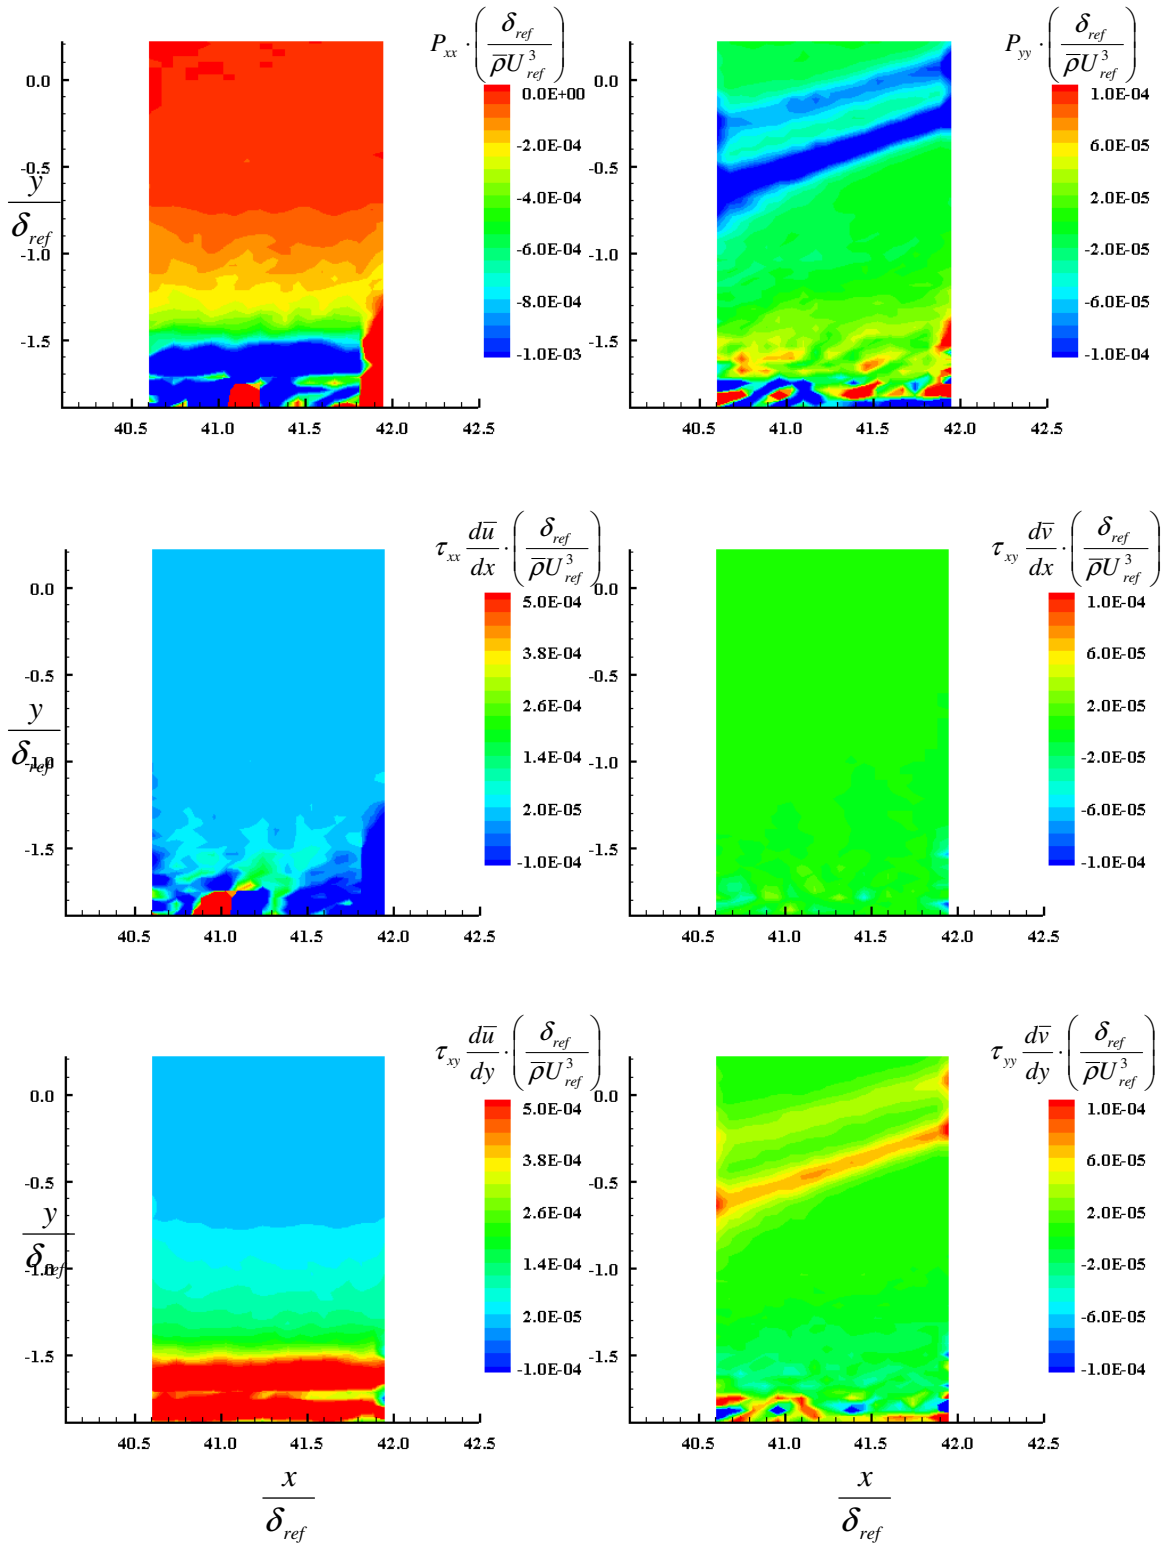 P_xx · ( δ_ref / ρ̄U³_ref )
0.0E+00
-2.0E-04
-4.0E-04
-6.0E-04
-8.0E-04
-1.0E-03
0.0
-0.5
-1.0
-1.5
y / δ_ref
40.5 41.0 41.5 42.0 42.5
P_yy · ( δ_ref / ρ̄U³_ref )
1.0E-04
6.0E-05
2.0E-05
-2.0E-05
-6.0E-05
-1.0E-04
0.0
-0.5
-1.0
-1.5
40.5 41.0 41.5 42.0 42.5
τ_xx dū/dx · ( δ_ref / ρ̄U³_ref )
5.0E-04
3.8E-04
2.6E-04
1.4E-04
2.0E-05
-1.0E-04
0.0
-0.5
-1.0
-1.5
y / δ_ref
40.5 41.0 41.5 42.0 42.5
τ_xy dv̄/dx · ( δ_ref / ρ̄U³_ref )
1.0E-04
6.0E-05
2.0E-05
-2.0E-05
-6.0E-05
-1.0E-04
0.0
-0.5
-1.0
-1.5
40.5 41.0 41.5 42.0 42.5
τ_xy dū/dy · ( δ_ref / ρ̄U³_ref )
5.0E-04
3.8E-04
2.6E-04
1.4E-04
2.0E-05
-1.0E-04
0.0
-0.5
-1.0
-1.5
y / δ_ref
40.5 41.0 41.5 42.0 42.5
x / δ_ref
τ_yy dv̄/dy · ( δ_ref / ρ̄U³_ref )
1.0E-04
6.0E-05
2.0E-05
-2.0E-05
-6.0E-05
-1.0E-04
0.0
-0.5
-1.0
-1.5
40.5 41.0 41.5 42.0 42.5
x / δ_ref